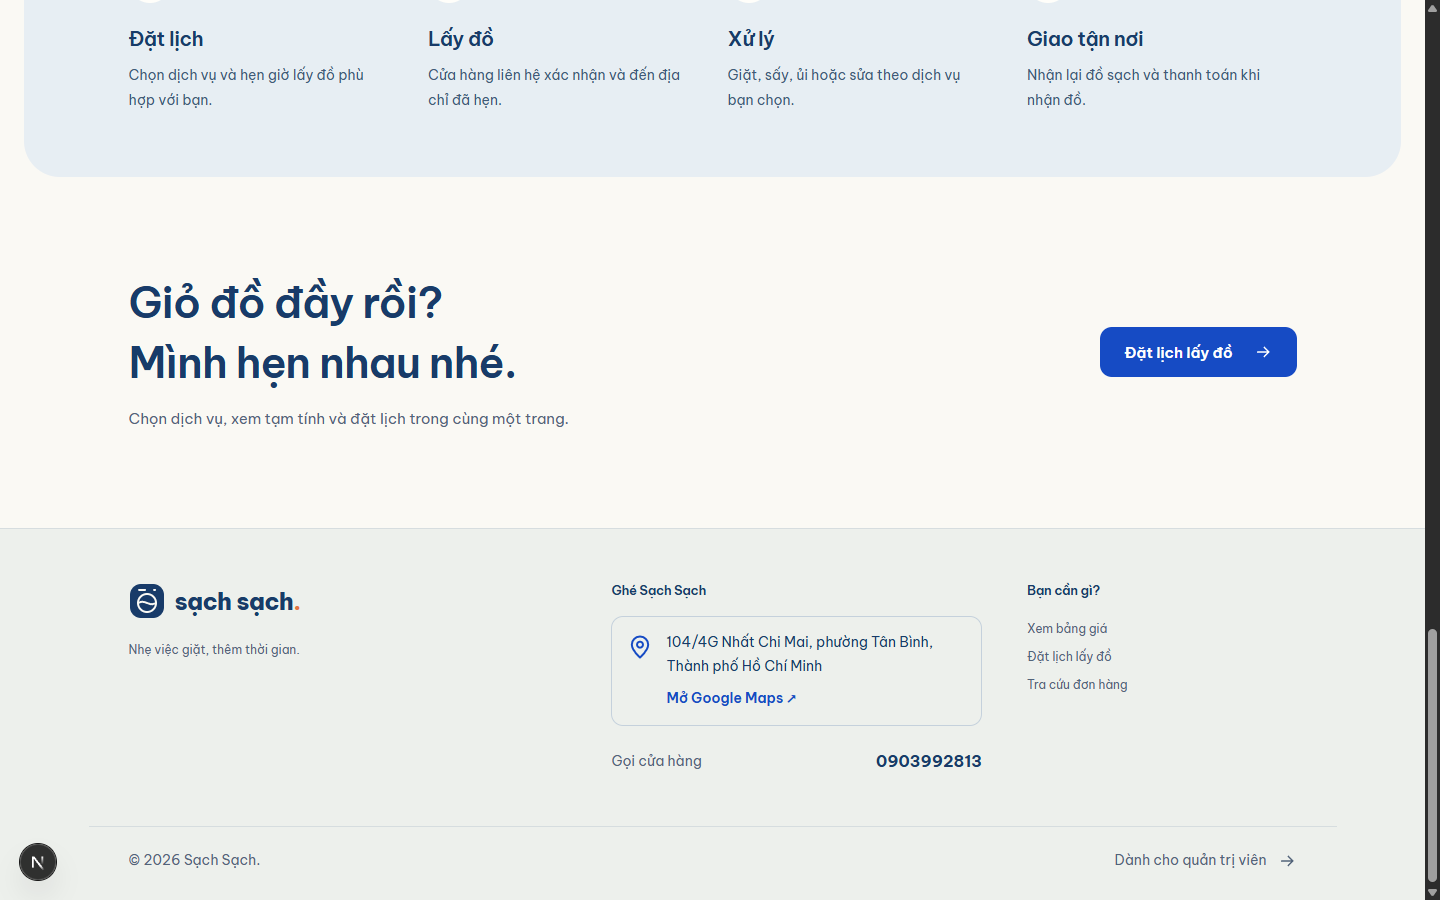 Đặt lịch
Chọn dịch vụ và hẹn giờ lấy đồ phù
hợp với bạn.
Lấy đồ
Cửa hàng liên hệ xác nhận và đến địa
chỉ đã hẹn.
Xử lý
Giặt, sấy, ủi hoặc sửa theo dịch vụ
bạn chọn.
Giao tận nơi
Nhận lại đồ sạch và thanh toán khi
nhận đồ.
Giỏ đồ đầy rồi?
Mình hẹn nhau nhé.
Chọn dịch vụ, xem tạm tính và đặt lịch trong cùng một trang.
Đặt lịch lấy đồ →
sạch sạch.
Nhẹ việc giặt, thêm thời gian.
Ghé Sạch Sạch
104/4G Nhất Chi Mai, phường Tân Bình,
Thành phố Hồ Chí Minh
Mở Google Maps ↗
Gọi cửa hàng 0903992813
Bạn cần gì?
Xem bảng giá
Đặt lịch lấy đồ
Tra cứu đơn hàng
© 2026 Sạch Sạch.
Dành cho quản trị viên →
N